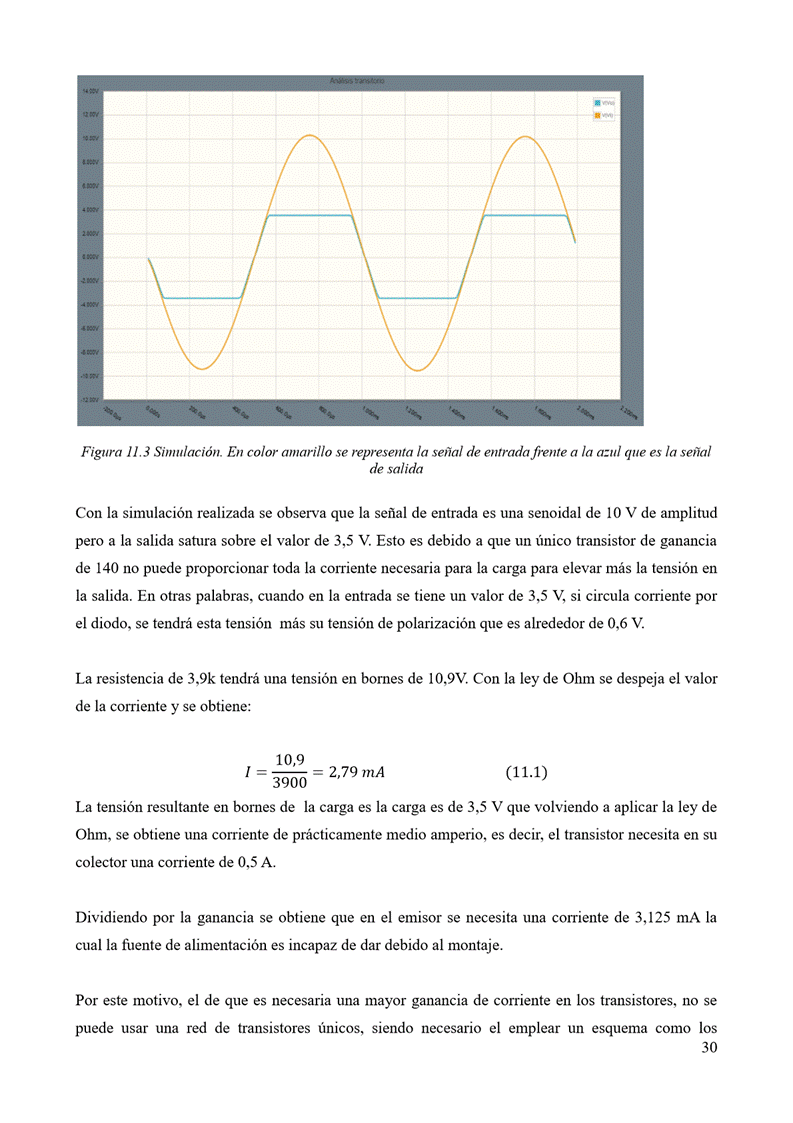 Análisis transitorio
14.00V
12.00V
10.00V
8.000V
6.000V
4.000V
2.000V
0.000V
-2.000V
-4.000V
-6.000V
-8.000V
-10.00V
-12.00V
-200.0µs
0.000s
200.0µs
400.0µs
600.0µs
800.0µs
1.000ms
1.200ms
1.400ms
1.600ms
1.800ms
2.000ms
2.200ms
Figura 11.3 Simulación. En color amarillo se representa la señal de entrada frente a la azul que es la señal
de salida
Con la simulación realizada se observa que la señal de entrada es una senoidal de 10 V de amplitud
pero a la salida satura sobre el valor de 3,5 V. Esto es debido a que un único transistor de ganancia
de 140 no puede proporcionar toda la corriente necesaria para la carga para elevar más la tensión en
la salida. En otras palabras, cuando en la entrada se tiene un valor de 3,5 V, si circula corriente por
el diodo, se tendrá esta tensión más su tensión de polarización que es alrededor de 0,6 V.
La resistencia de 3,9k tendrá una tensión en bornes de 10,9V. Con la ley de Ohm se despeja el valor
de la corriente y se obtiene:
I = 10,9/3900 = 2,79 mA (11.1)
La tensión resultante en bornes de la carga es la carga es de 3,5 V que volviendo a aplicar la ley de
Ohm, se obtiene una corriente de prácticamente medio amperio, es decir, el transistor necesita en su
colector una corriente de 0,5 A.
Dividiendo por la ganancia se obtiene que en el emisor se necesita una corriente de 3,125 mA la
cual la fuente de alimentación es incapaz de dar debido al montaje.
Por este motivo, el de que es necesaria una mayor ganancia de corriente en los transistores, no se
puede usar una red de transistores únicos, siendo necesario el emplear un esquema como los
30